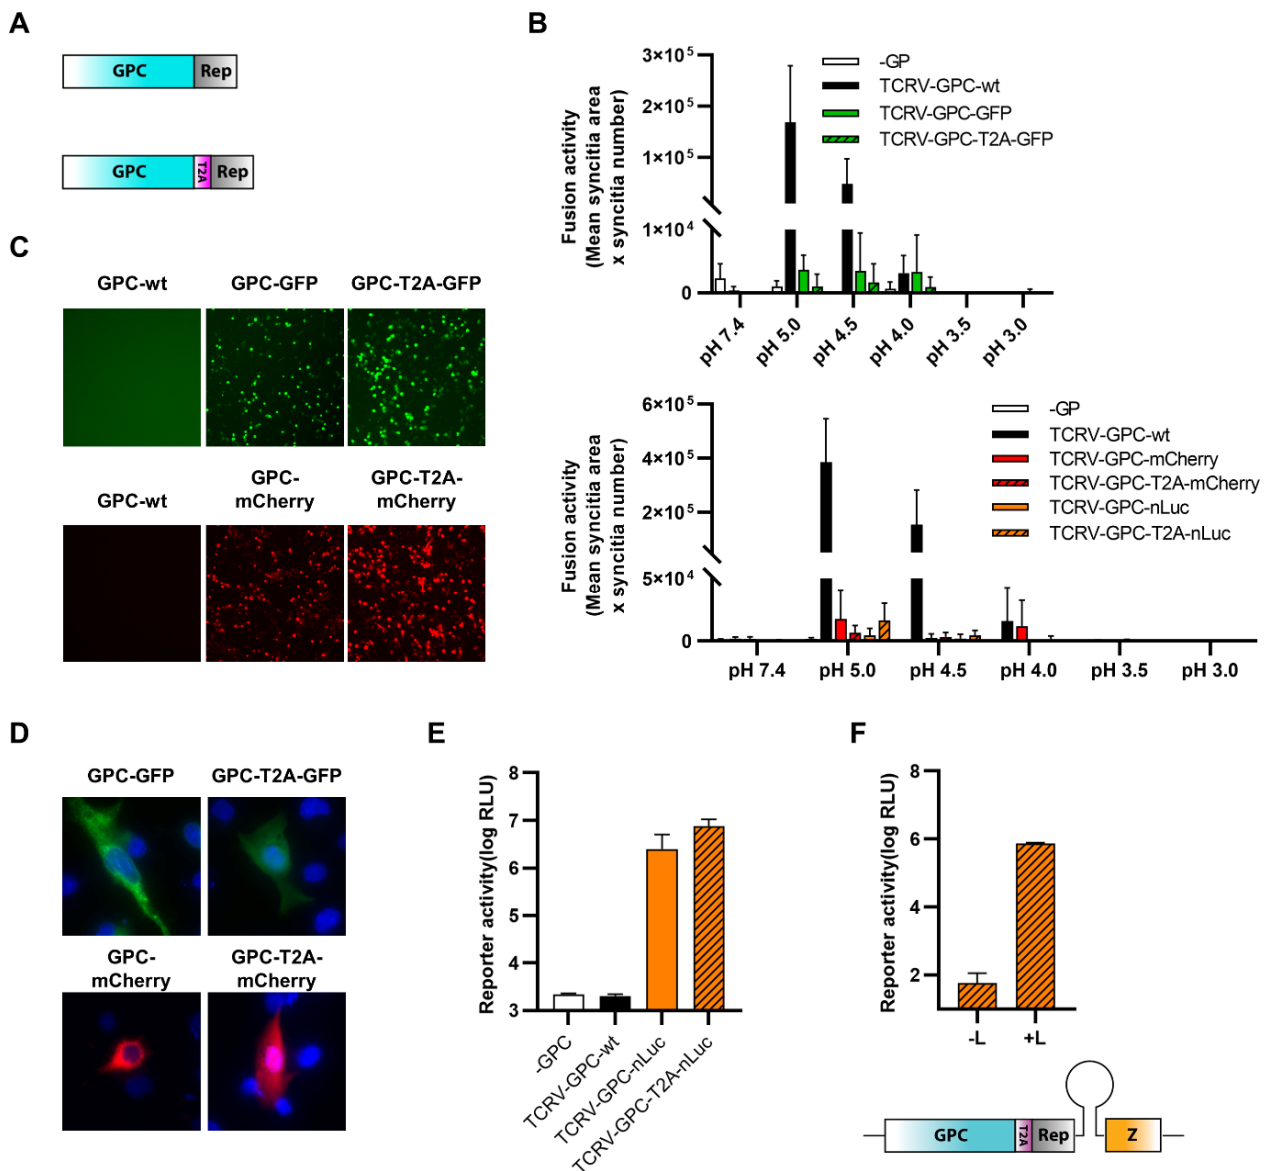 A
GPC Rep
GPC T2A Rep
B
3×10⁵
2×10⁵
1×10⁵
1×10⁴
0
Fusion activity
(Mean syncitia area
x syncitia number)
-GP
TCRV-GPC-wt
TCRV-GPC-GFP
TCRV-GPC-T2A-GFP
pH 7.4 pH 5.0 pH 4.5 pH 4.0 pH 3.5 pH 3.0
6×10⁵
4×10⁵
2×10⁵
5×10⁴
0
Fusion activity
(Mean syncitia area
x syncitia number)
-GP
TCRV-GPC-wt
TCRV-GPC-mCherry
TCRV-GPC-T2A-mCherry
TCRV-GPC-nLuc
TCRV-GPC-T2A-nLuc
pH 7.4 pH 5.0 pH 4.5 pH 4.0 pH 3.5 pH 3.0
C
GPC-wt GPC-GFP GPC-T2A-GFP
GPC-wt
GPC-
mCherry
GPC-T2A-
mCherry
D
GPC-GFP GPC-T2A-GFP
GPC-
mCherry
GPC-T2A-
mCherry
E
Reporter activity(log RLU)
8
7
6
5
4
3
-GPC
TCRV-GPC-wt
TCRV-GPC-nLuc
TCRV-GPC-T2A-nLuc
F
Reporter activity(log RLU)
8
6
4
2
-L +L
GPC T2A Rep Z